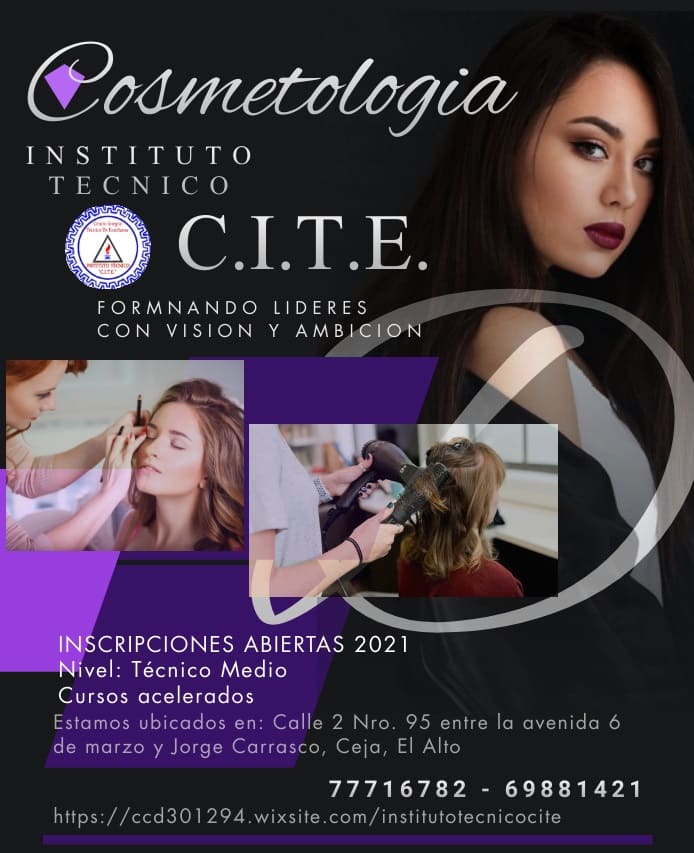 Cosmetologia
INSTITUTO
TECNICO
C.I.T.E.
INSTITUTO TÉCNICO
"C.I.T.E."
FORMNANDO LIDERES
CON VISION Y AMBICION
INSCRIPCIONES ABIERTAS 2021
Nivel: Técnico Medio
Cursos acelerados
Estamos ubicados en: Calle 2 Nro. 95 entre la avenida 6
de marzo y Jorge Carrasco, Ceja, El Alto
77716782 - 69881421
https://ccd301294.wixsite.com/institutotecnicocite